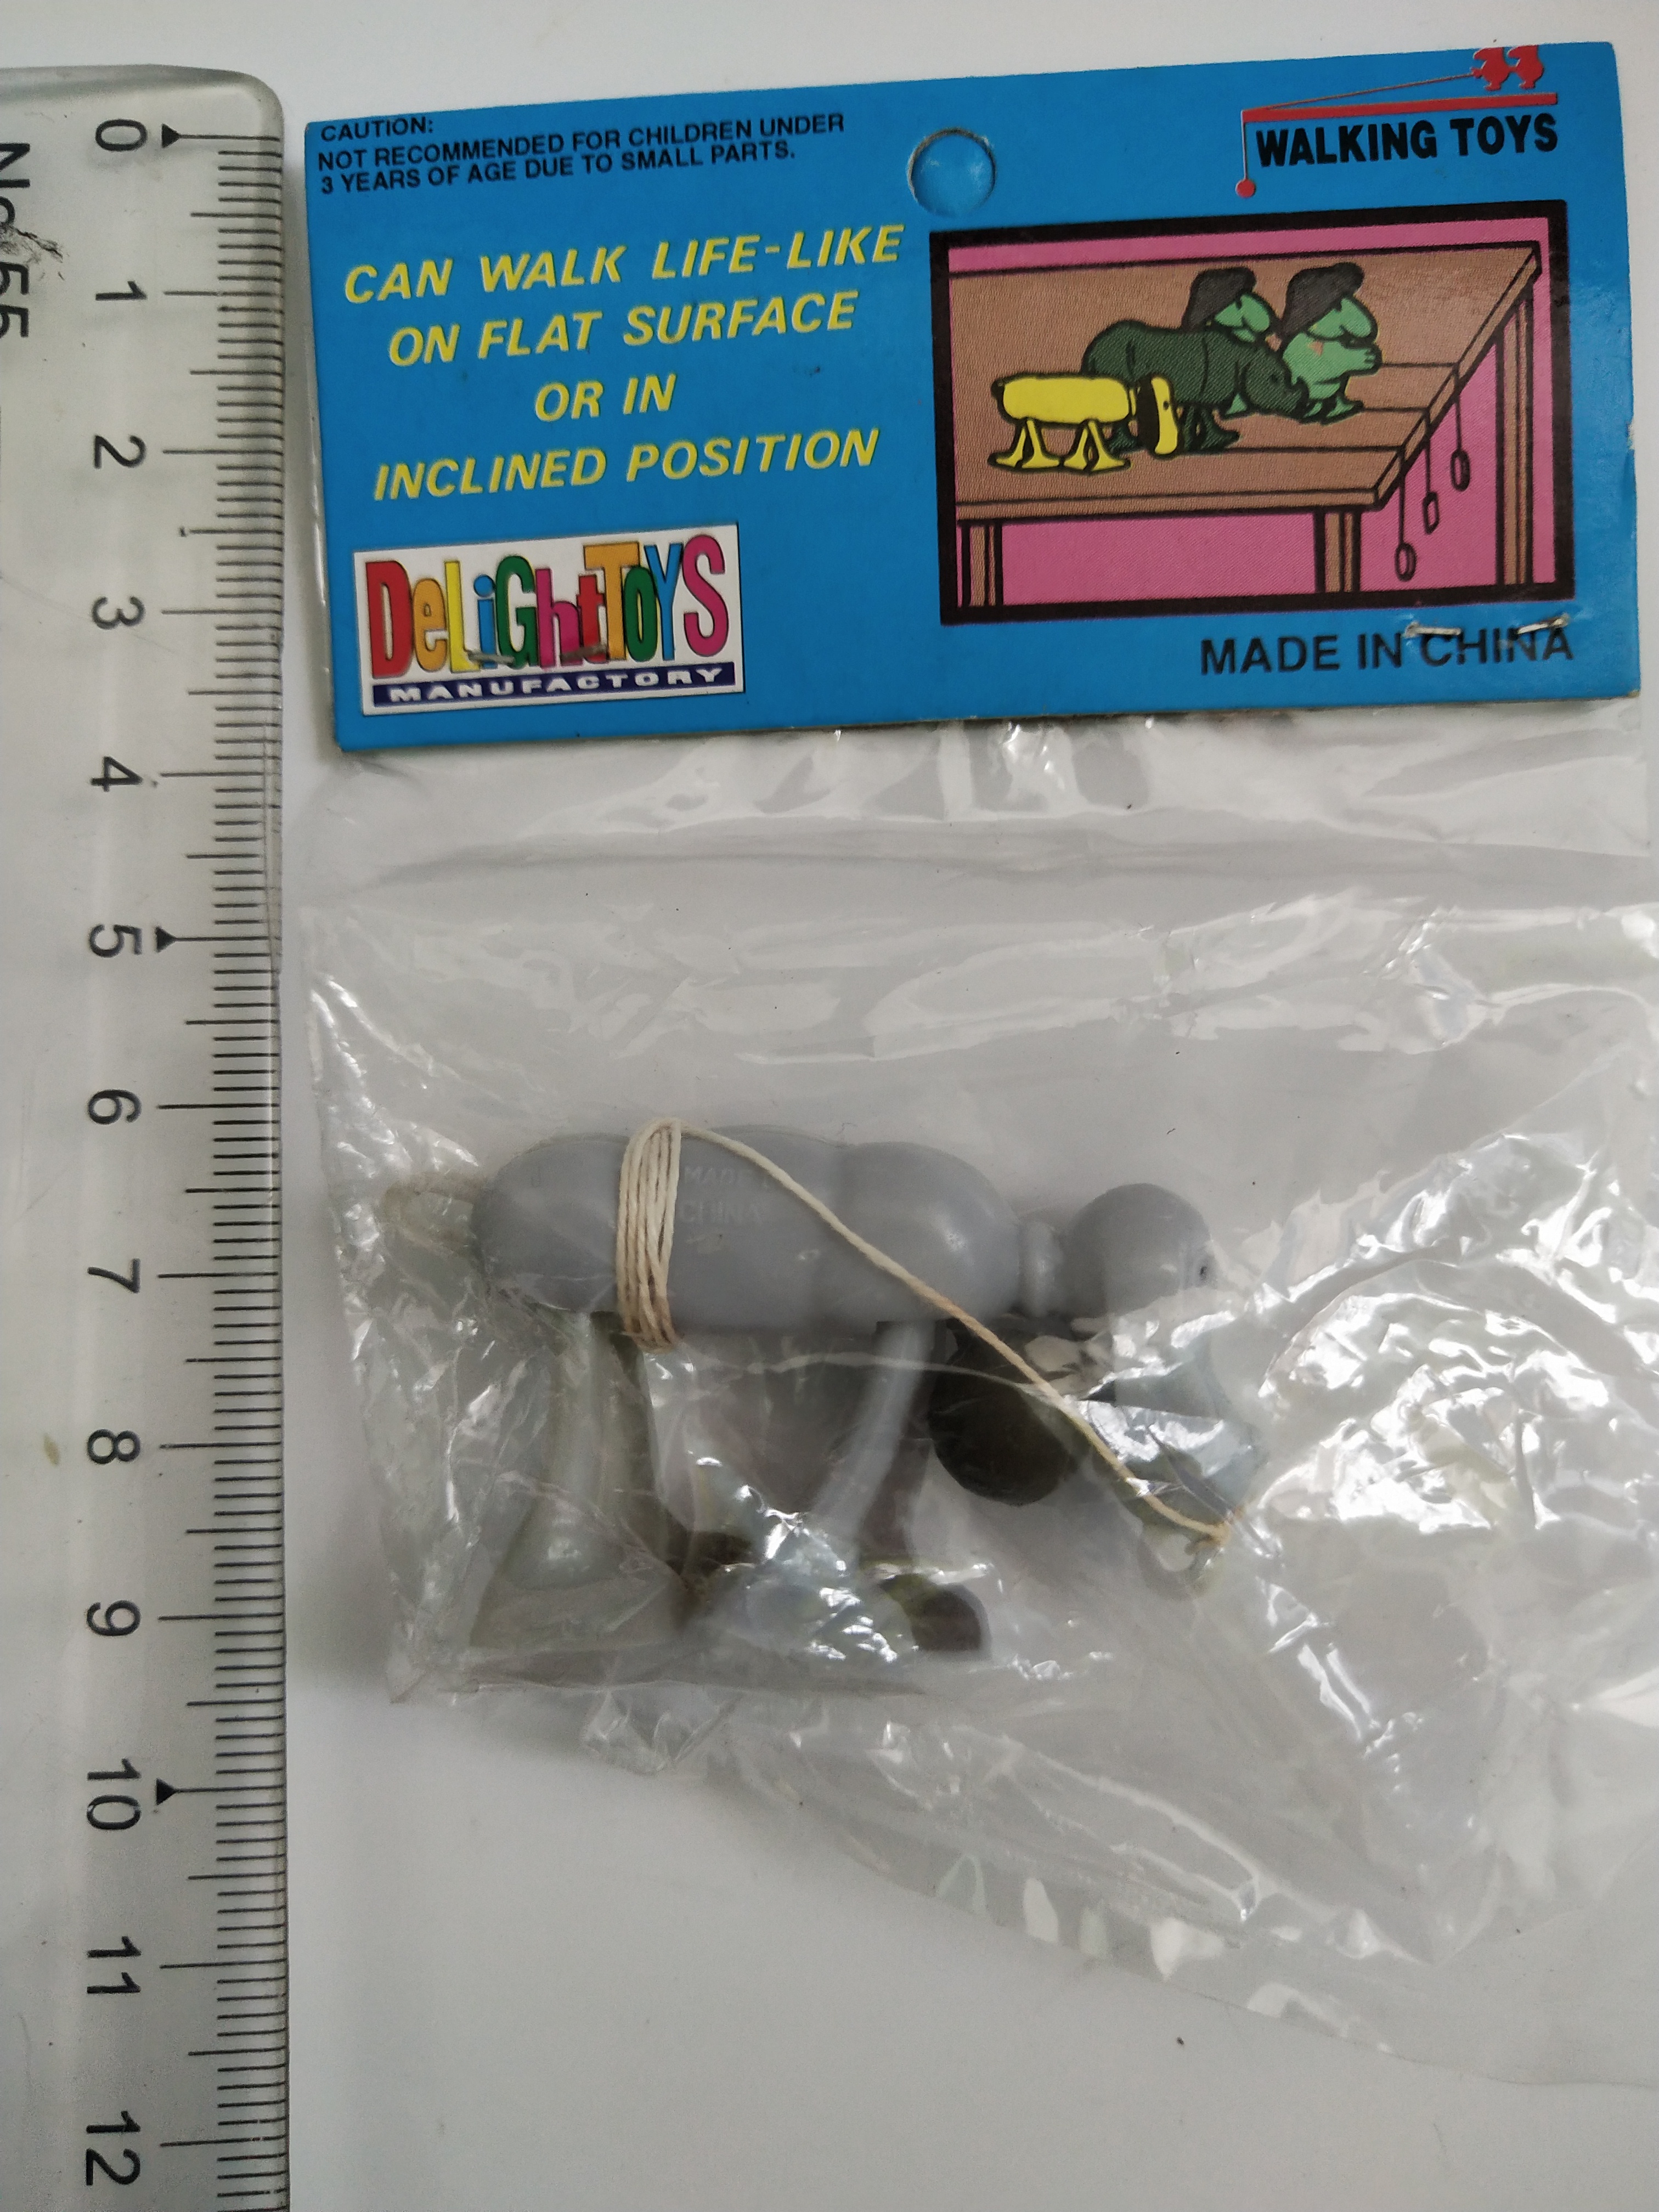 CAUTION:
NOT RECOMMENDED FOR CHILDREN UNDER
3 YEARS OF AGE DUE TO SMALL PARTS.
WALKING TOYS
CAN WALK LIFE-LIKE
ON FLAT SURFACE
OR IN
INCLINED POSITION
DeLiGhtToYS
MANUFACTORY
MADE IN CHINA
MADE
CHINA
0
1
2
3
4
5
6
7
8
9
10
11
12